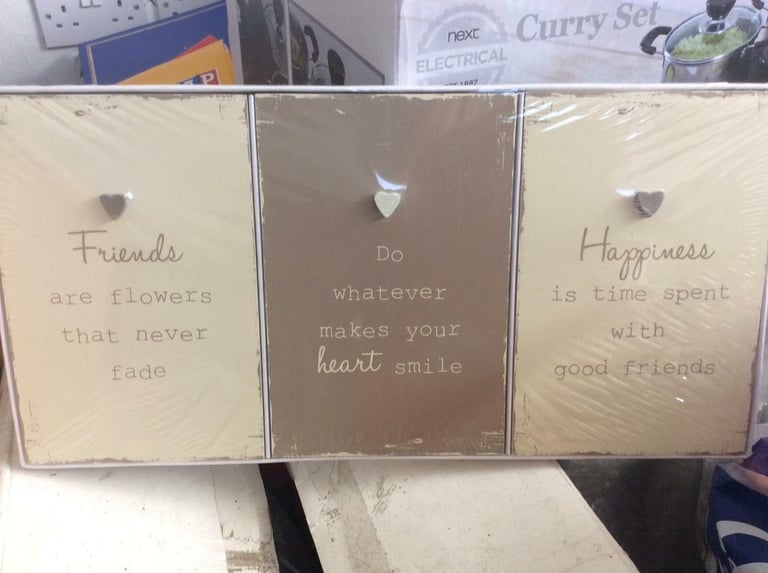 next
ELECTRICAL
Curry Set
Friends
are flowers
that never
fade
Do
whatever
makes your
heart smile
Happiness
is time spent
with
good friends